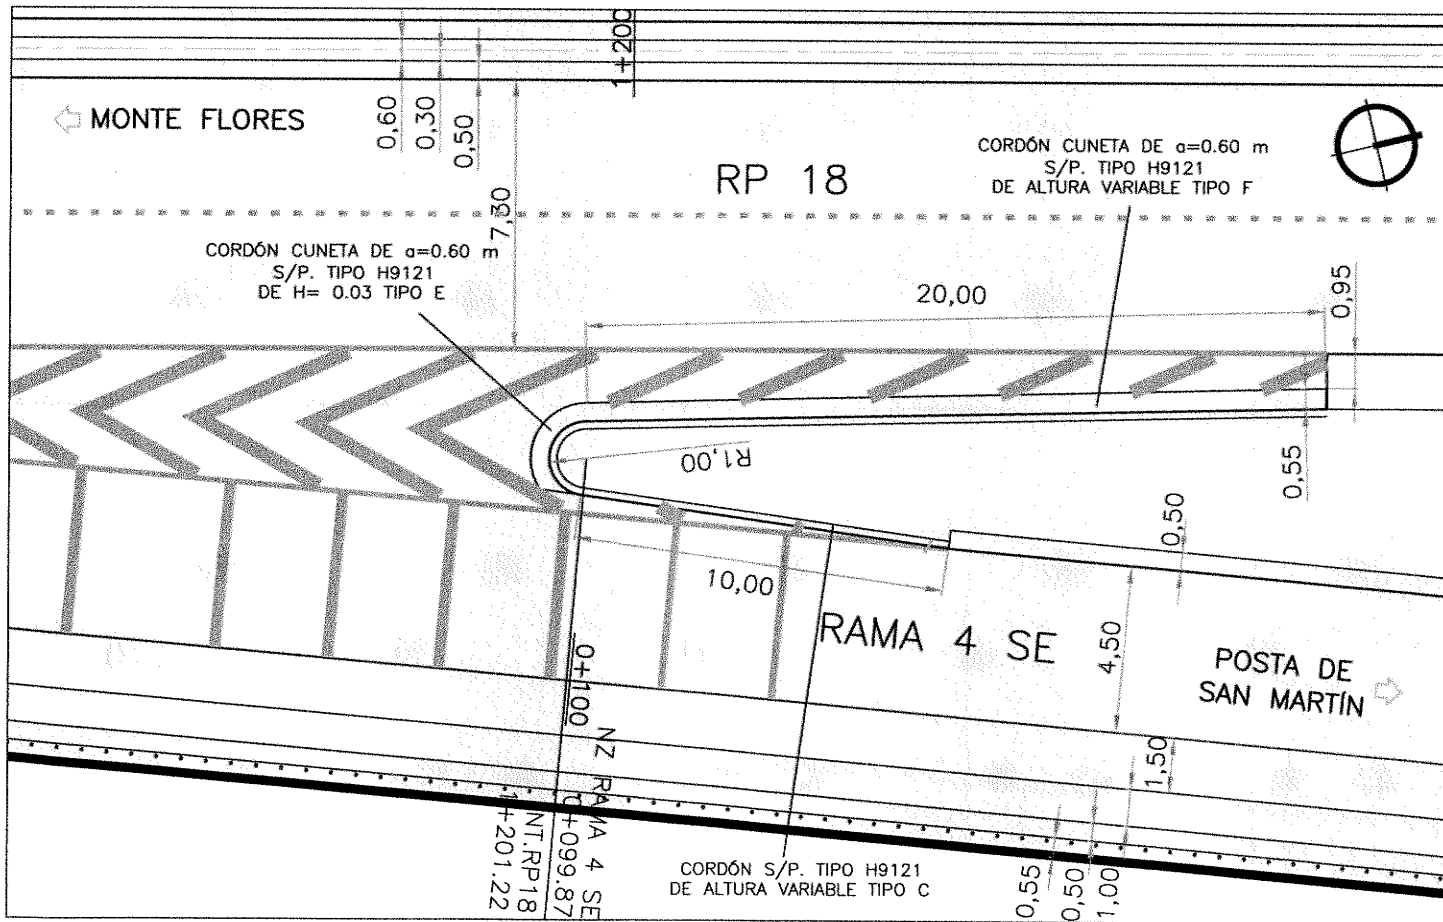 1+200
0,60
0,30
0,50
MONTE FLORES
7,30
RP 18
CORDÓN CUNETA DE a=0.60 m
S/P. TIPO H9121
DE ALTURA VARIABLE TIPO F
CORDÓN CUNETA DE a=0.60 m
S/P. TIPO H9121
DE H= 0.03 TIPO E
20,00
0,95
R1,00
0,55
0,50
10,00
RAMA 4 SE
4,50
POSTA DE
SAN MARTÍN
0+100
NZ RAMA 4 SE
0+099.87
INT.RP18
1+201.22
1,50
CORDÓN S/P. TIPO H9121
DE ALTURA VARIABLE TIPO C
0,55
0,50
1,00